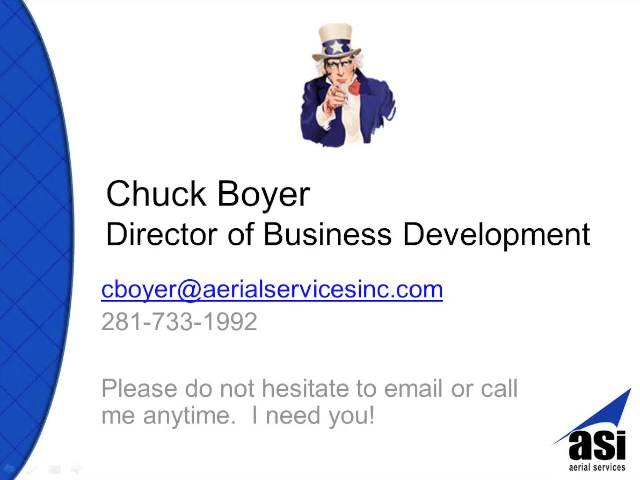 Chuck Boyer
Director of Business Development
cboyer@aerialservicesinc.com
281-733-1992
Please do not hesitate to email or call
me anytime.  I need you!
asi
aerial services